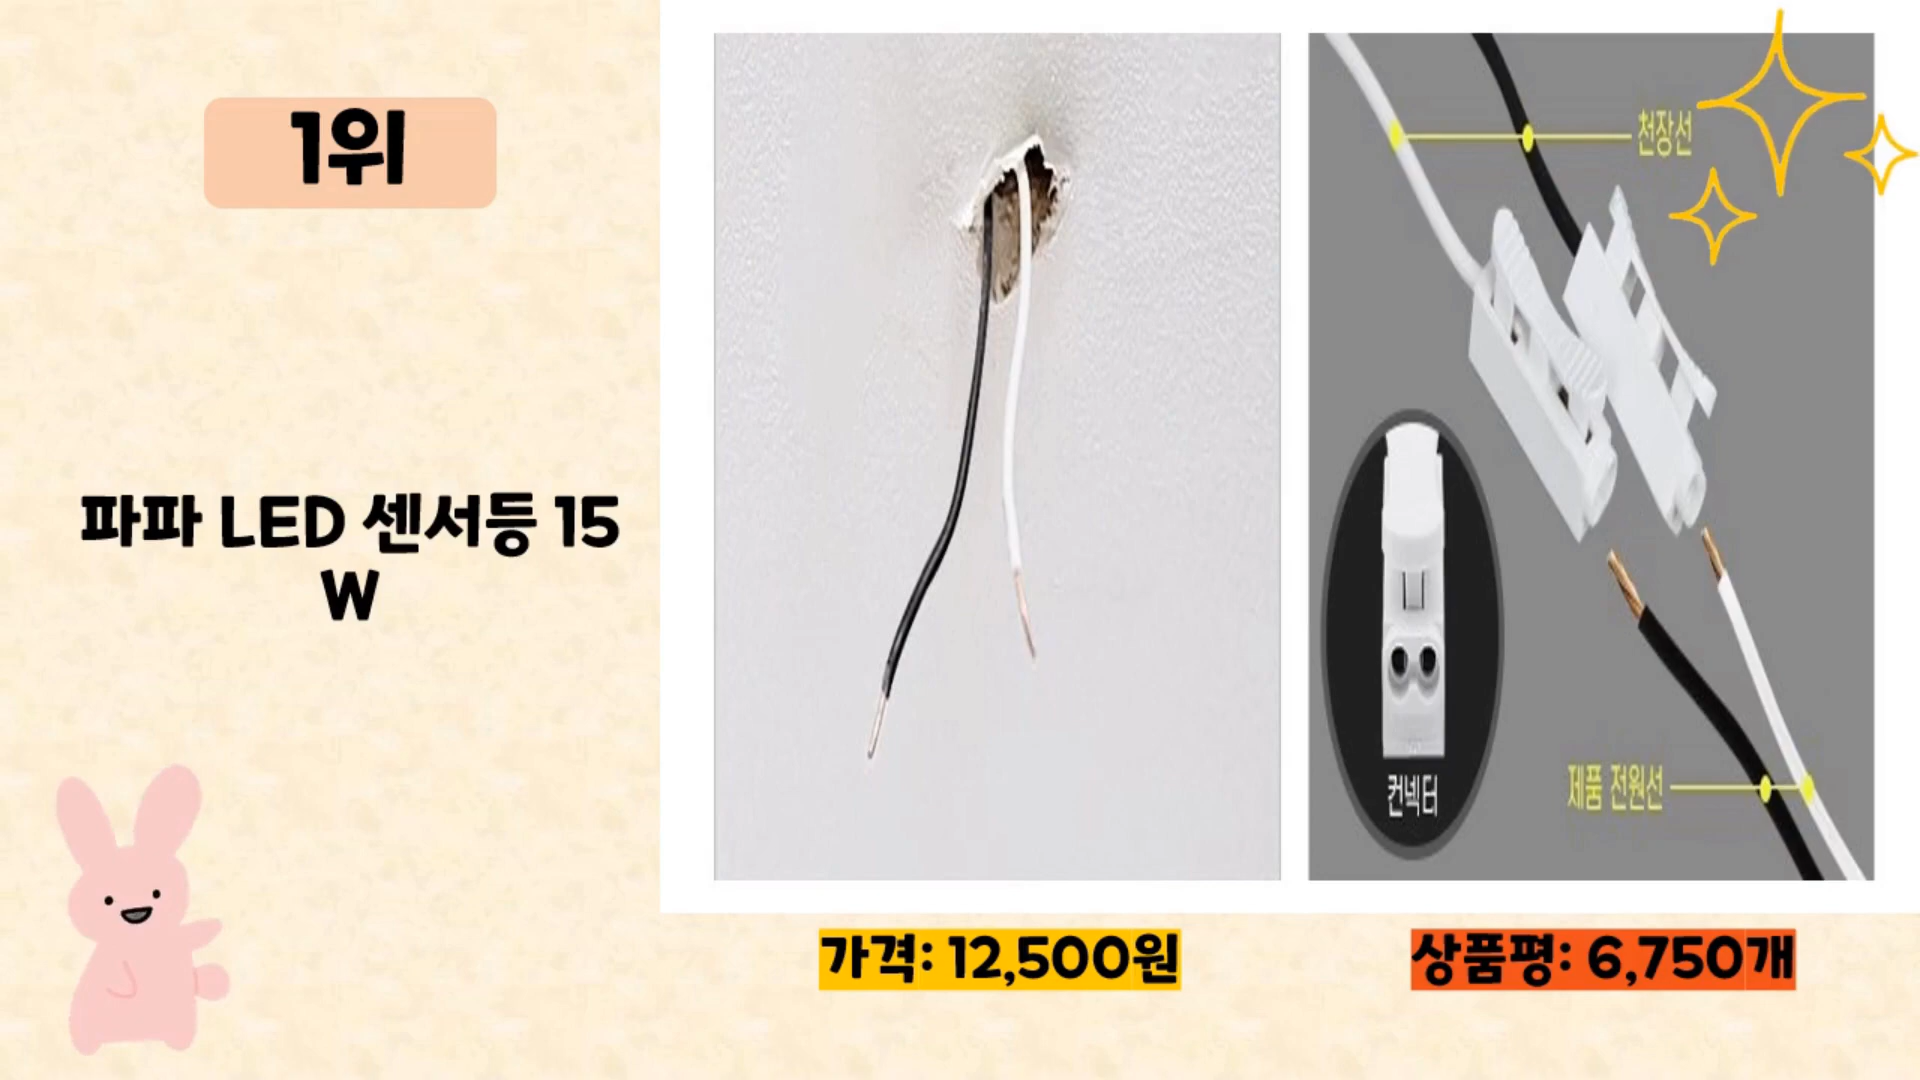 1위
파파 LED 센서등 15
W
천장선
컨넥터
제품 전원선
가격: 12,500원
상품평: 6,750개